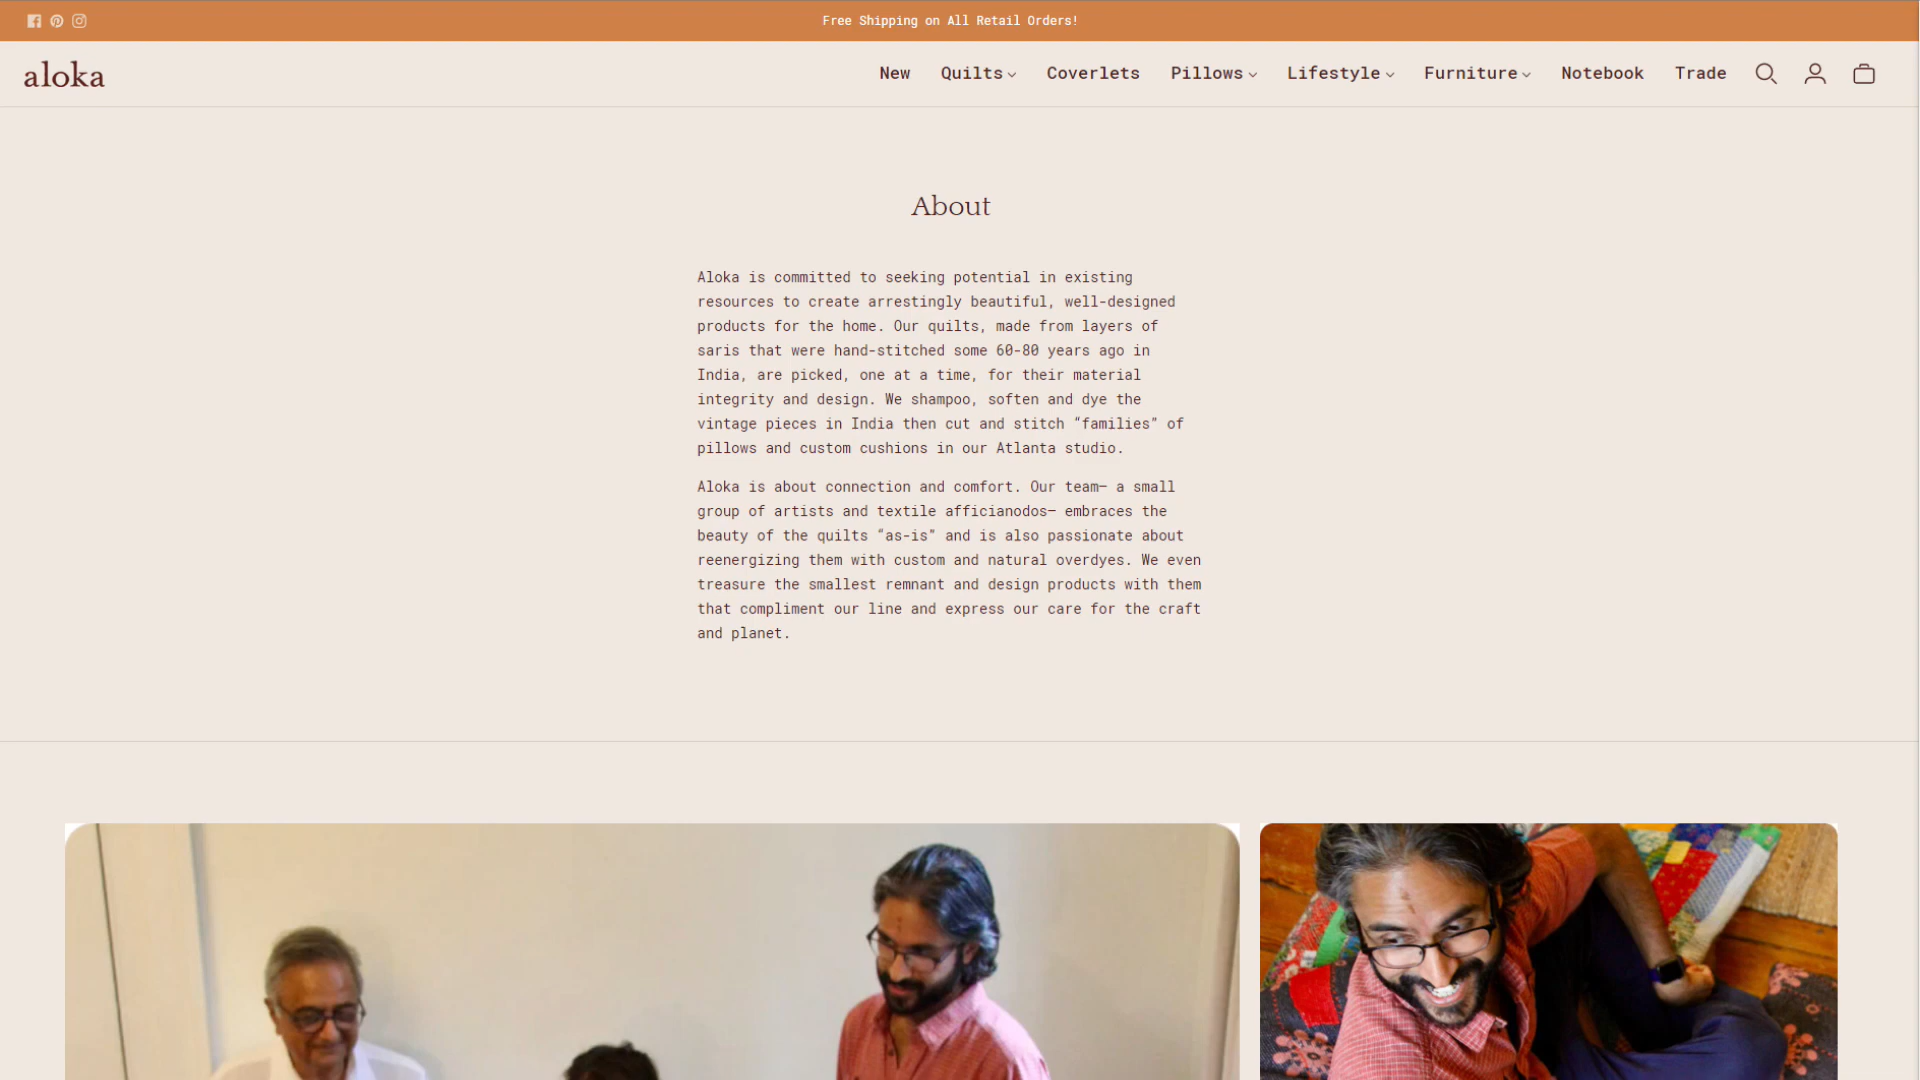 Free Shipping on All Retail Orders!
aloka
New Quilts Coverlets Pillows Lifestyle Furniture Notebook Trade
About
Aloka is committed to seeking potential in existing
resources to create arrestingly beautiful, well-designed
products for the home. Our quilts, made from layers of
saris that were hand-stitched some 60-80 years ago in
India, are picked, one at a time, for their material
integrity and design. We shampoo, soften and dye the
vintage pieces in India then cut and stitch “families” of
pillows and custom cushions in our Atlanta studio.
Aloka is about connection and comfort. Our team— a small
group of artists and textile afficianodos— embraces the
beauty of the quilts “as-is” and is also passionate about
reenergizing them with custom and natural overdyes. We even
treasure the smallest remnant and design products with them
that compliment our line and express our care for the craft
and planet.